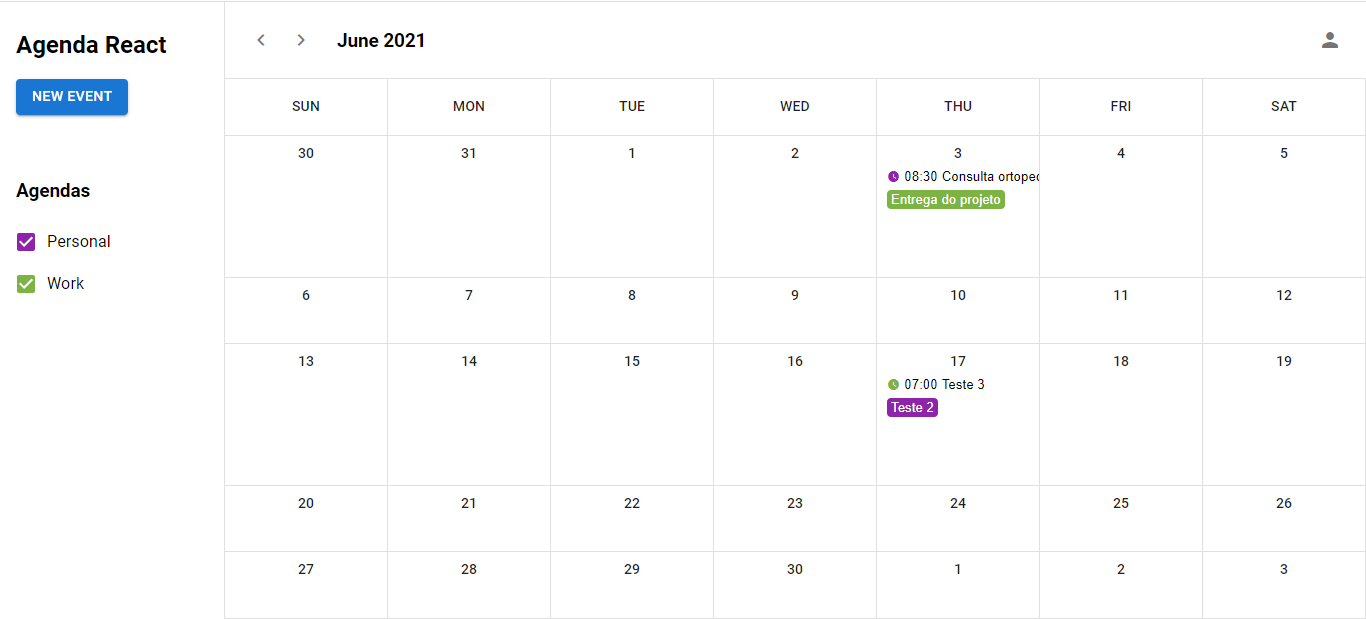 Agenda React
NEW EVENT
Agendas
Personal
Work
June 2021
SUN MON TUE WED THU FRI SAT
30 31 1 2 3 4 5
08:30 Consulta ortoped
Entrega do projeto
6 7 8 9 10 11 12
13 14 15 16 17 18 19
07:00 Teste 3
Teste 2
20 21 22 23 24 25 26
27 28 29 30 1 2 3